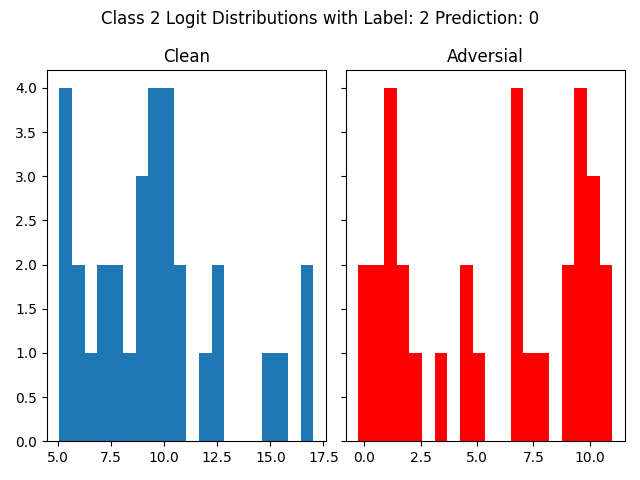 Class 2 Logit Distributions with Label: 2 Prediction: 0
Clean
Adversial
4.0
3.5
3.0
2.5
2.0
1.5
1.0
0.5
0.0
5.0 7.5 10.0 12.5 15.0 17.5
0.0 2.5 5.0 7.5 10.0